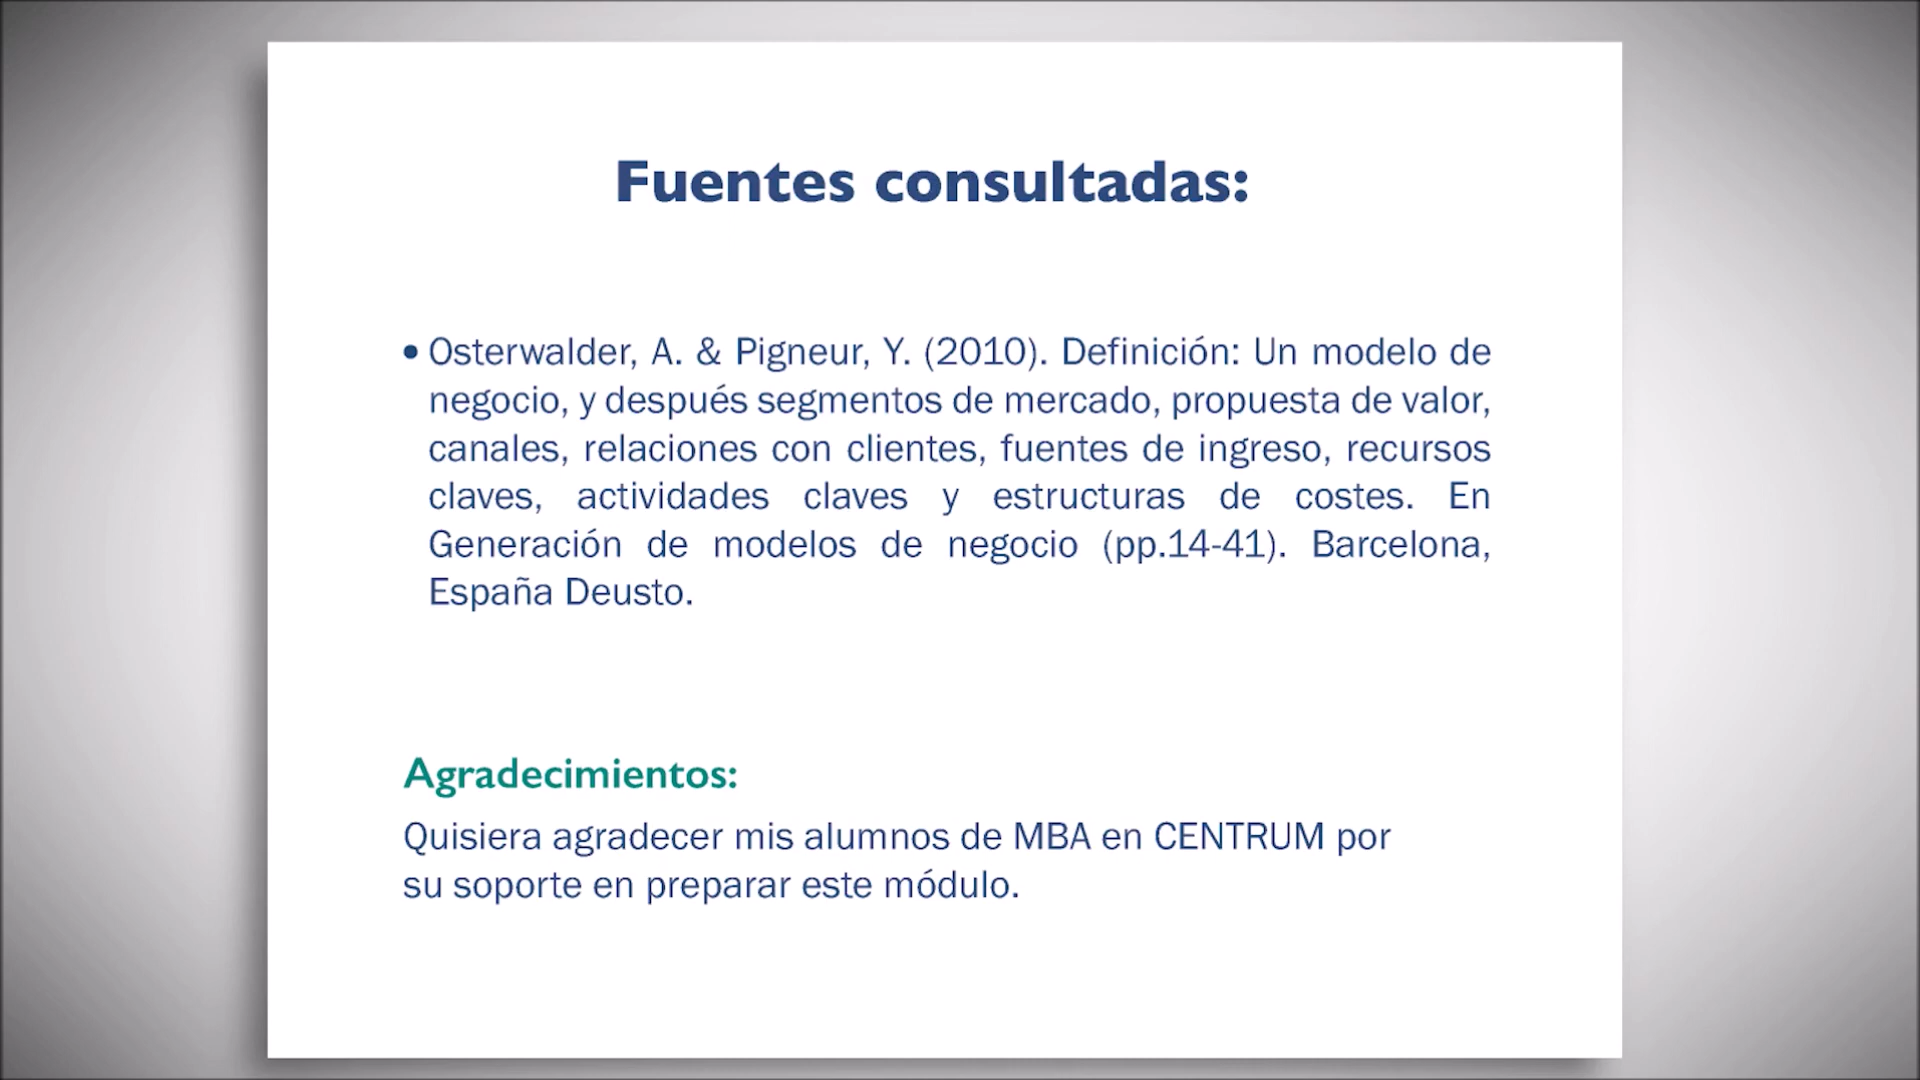 Fuentes consultadas:
• Osterwalder, A. & Pigneur, Y. (2010). Definición: Un modelo de
negocio, y después segmentos de mercado, propuesta de valor,
canales, relaciones con clientes, fuentes de ingreso, recursos
claves, actividades claves y estructuras de costes. En
Generación de modelos de negocio (pp.14-41). Barcelona,
España Deusto.
Agradecimientos:
Quisiera agradecer mis alumnos de MBA en CENTRUM por
su soporte en preparar este módulo.